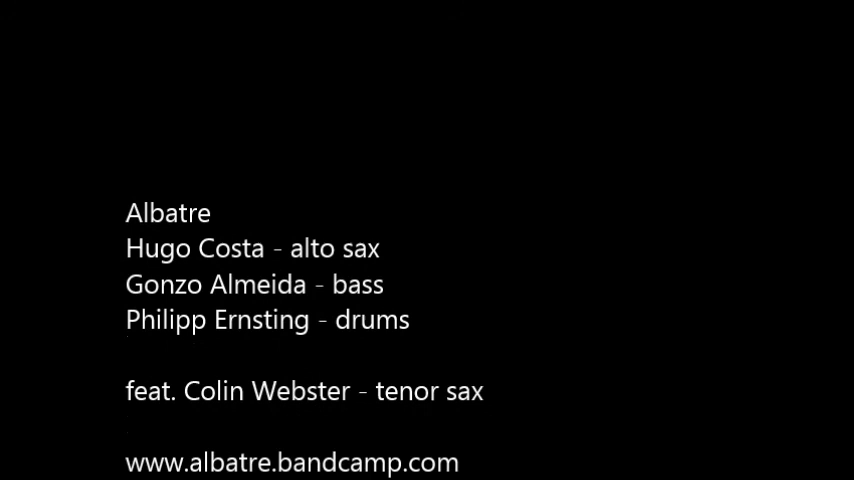 Albatre
Hugo Costa - alto sax
Gonzo Almeida - bass
Philipp Ernsting - drums
feat. Colin Webster - tenor sax
www.albatre.bandcamp.com